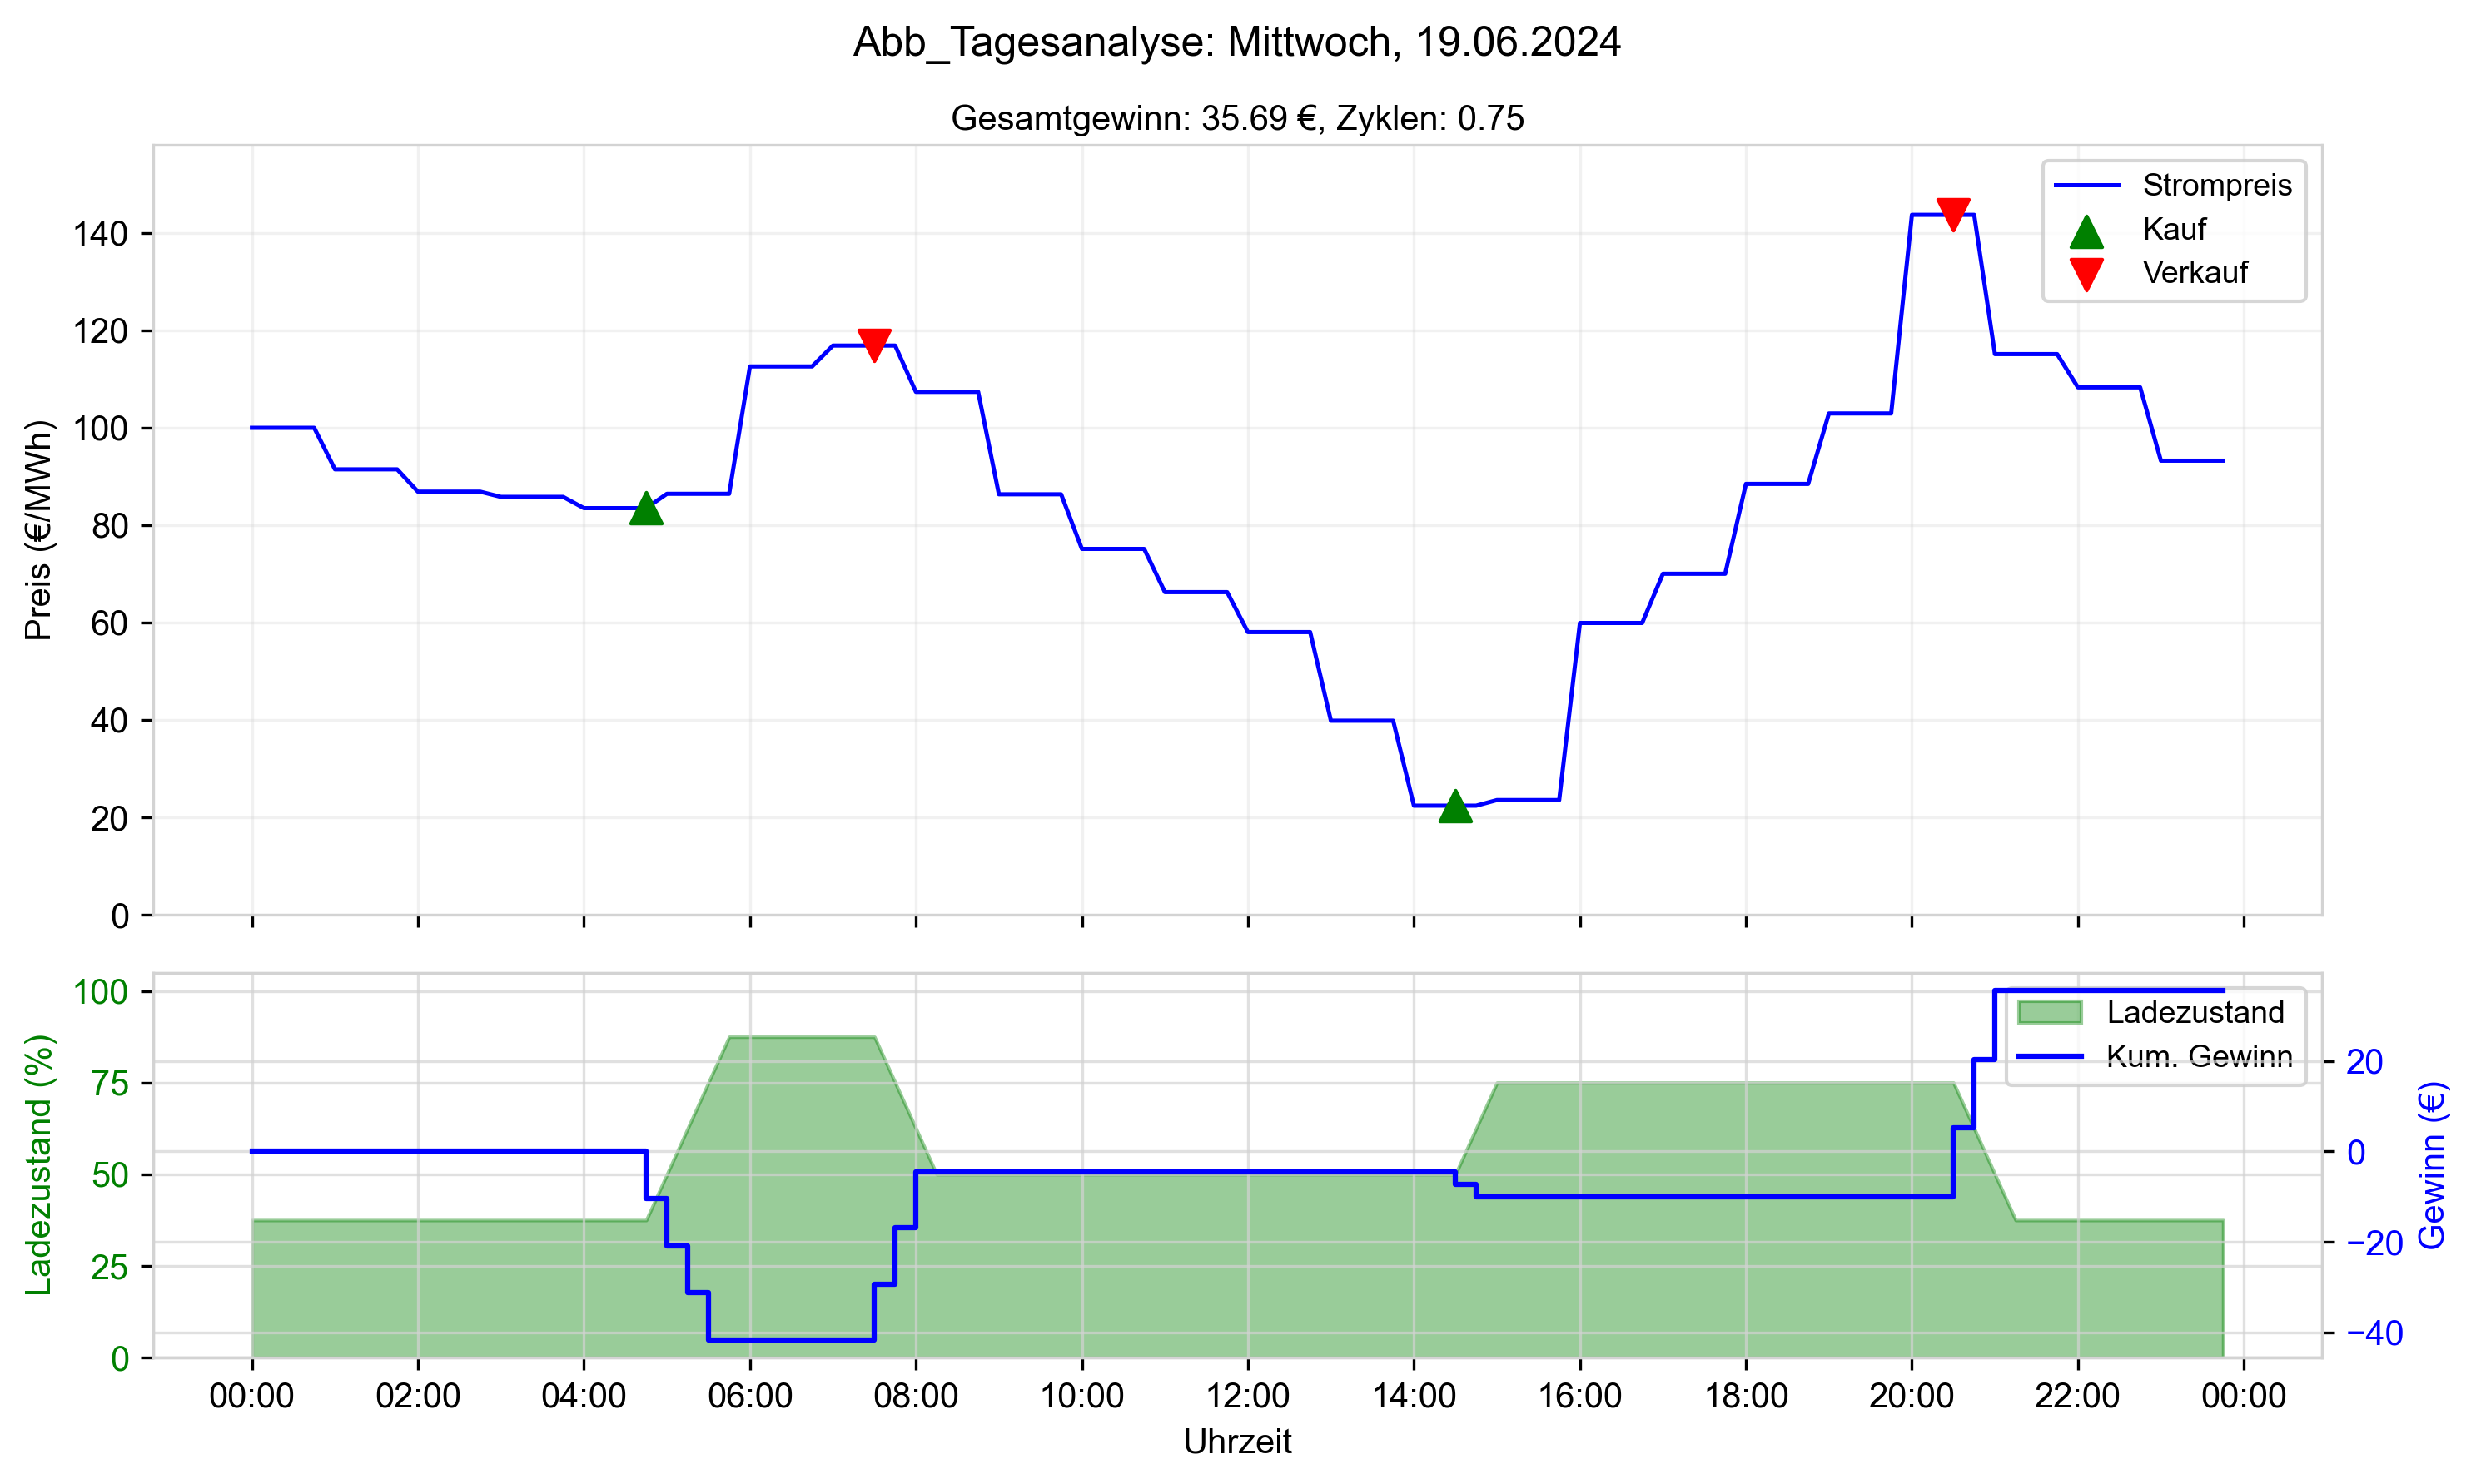 Abb_Tagesanalyse: Mittwoch, 19.06.2024
Gesamtgewinn: 35.69 €, Zyklen: 0.75
Preis (€/MWh)
140
120
100
80
60
40
20
0
Strompreis
Kauf
Verkauf
Ladezustand (%)
100
75
50
25
0
Ladezustand
Kum. Gewinn
20
0
−20
−40
Gewinn (€)
00:00 02:00 04:00 06:00 08:00 10:00 12:00 14:00 16:00 18:00 20:00 22:00 00:00
Uhrzeit